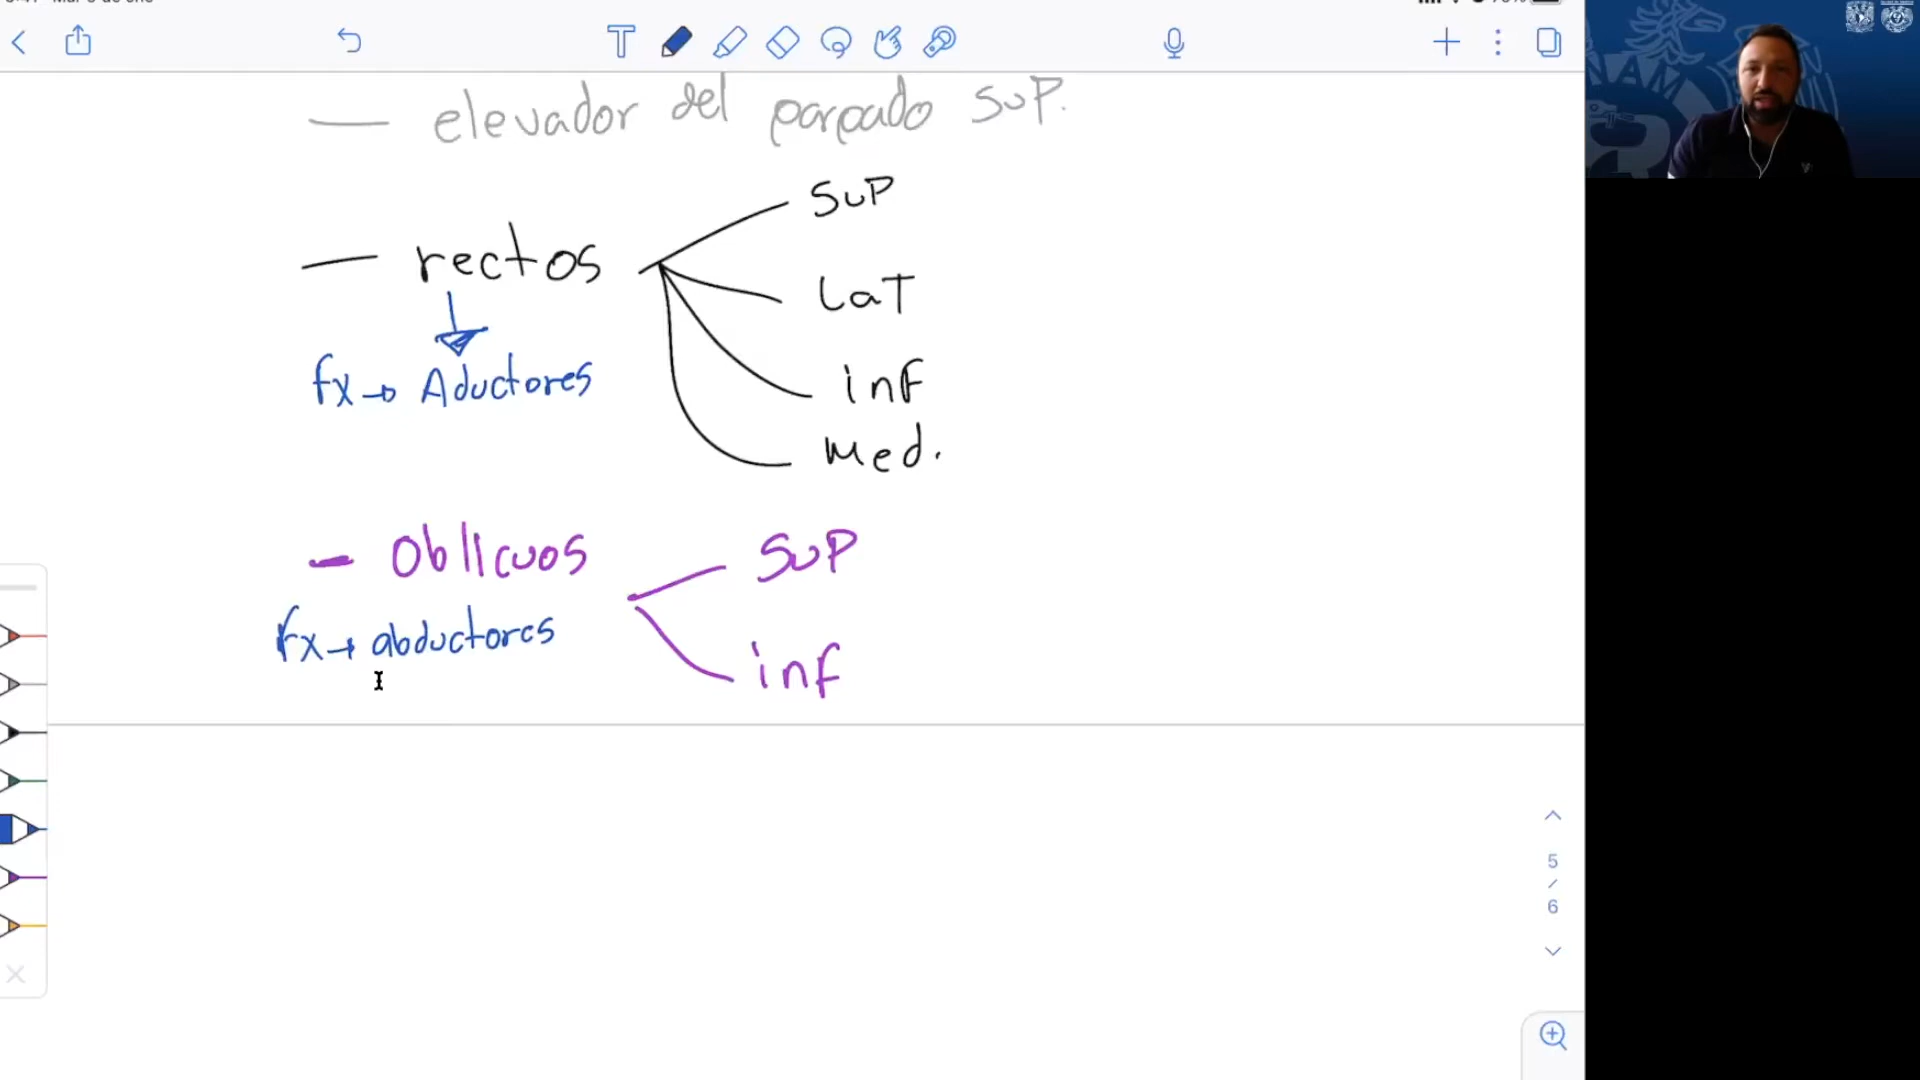 — elevador del parpado SUP.
— rectos
SUP
LaT
inf
Med.
fx→ Aductores
- Oblicuos
SUP
inf
fx→ abductores
5
/
6